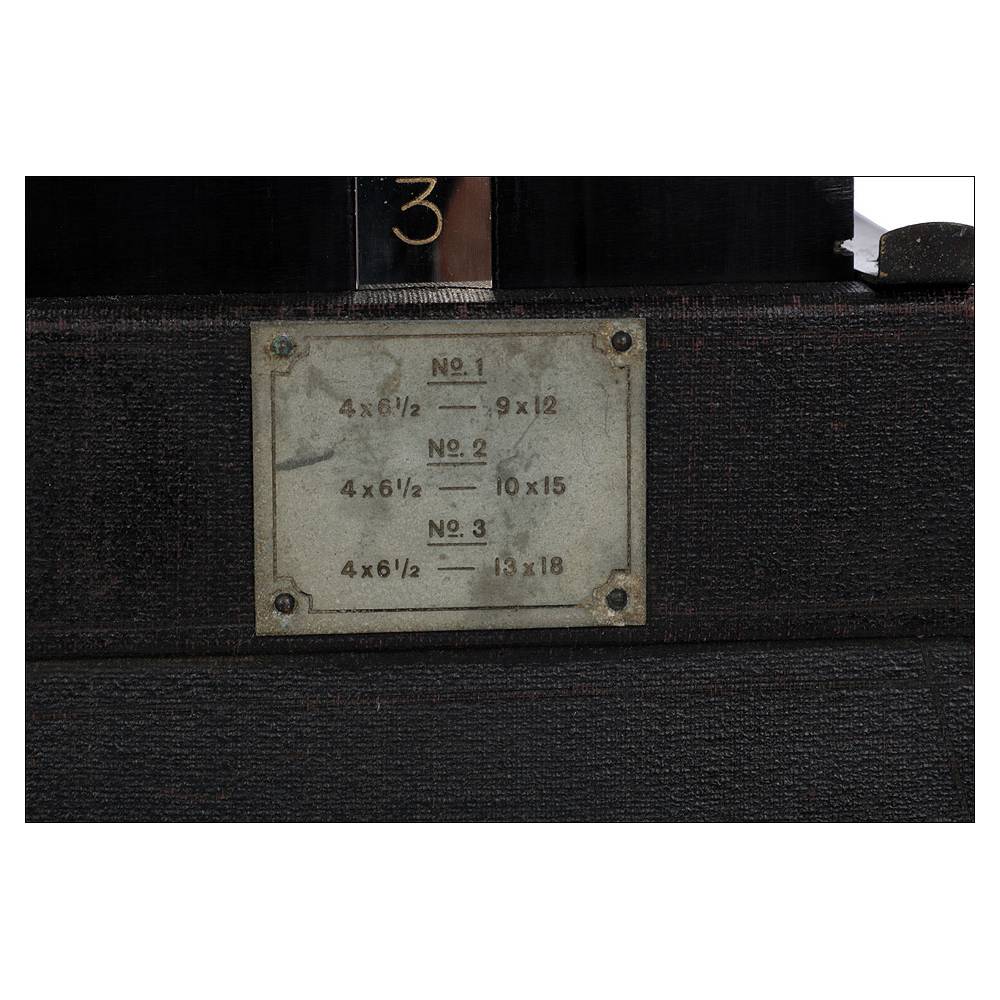 3
Nº. 1
4x6½ — 9x12
Nº. 2
4x6½ — 10x15
Nº. 3
4x6½ — 13x18